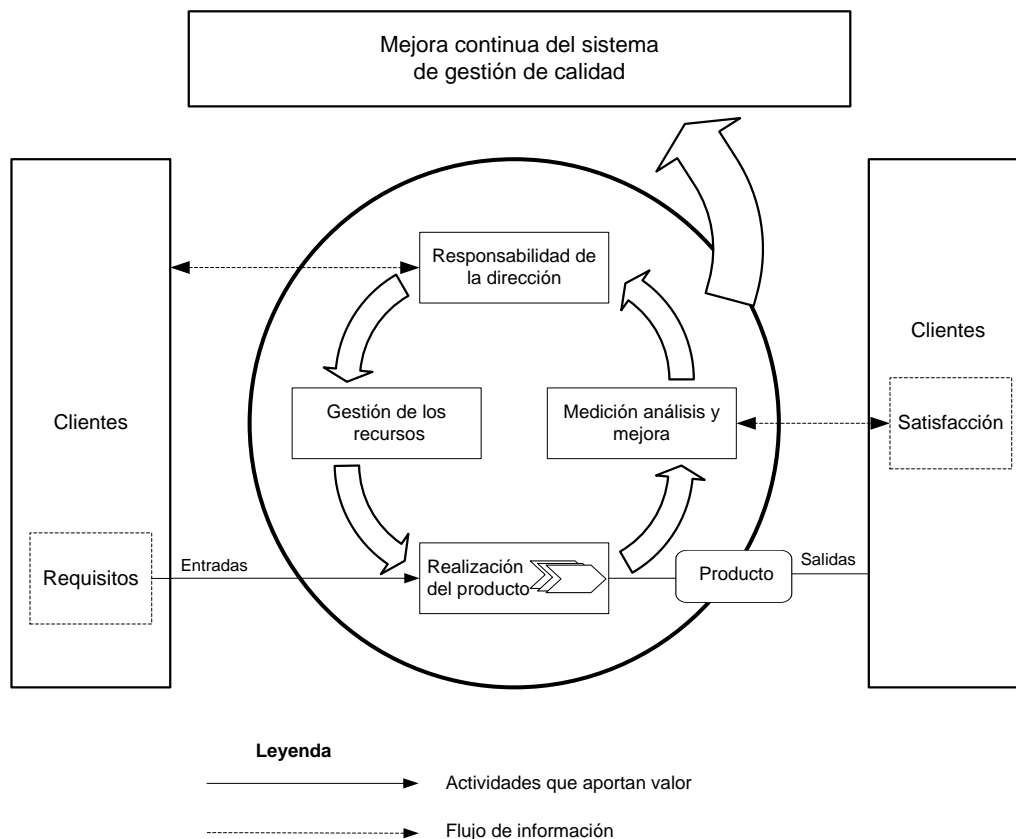 Mejora continua del sistema
de gestión de calidad
Responsabilidad de
la dirección
Clientes
Gestión de los
recursos
Medición análisis y
mejora
Clientes
Satisfacción
Requisitos
Entradas
Realización
del producto
Producto
Salidas
Leyenda
Actividades que aportan valor
Flujo de información